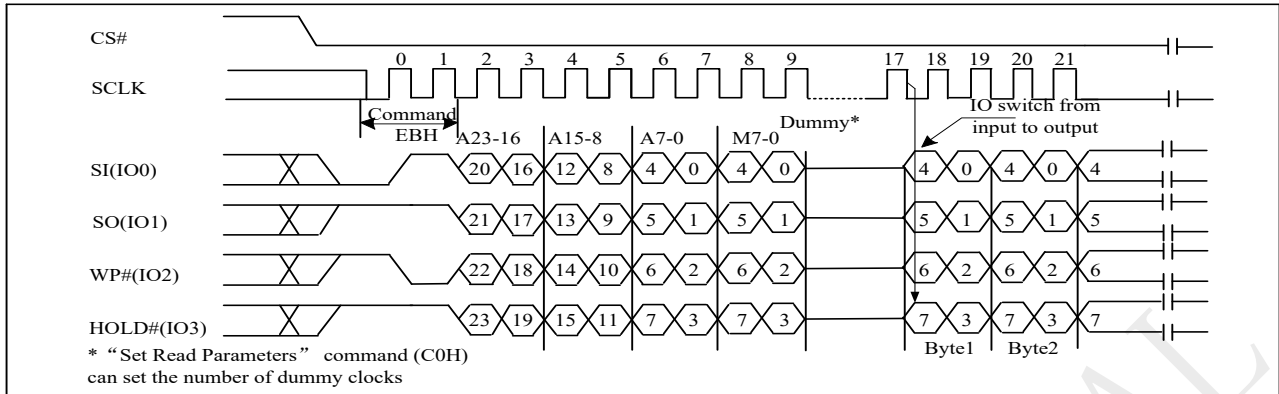 CS#
0 1 2 3 4 5 6 7 8 9 17 18 19 20 21
SCLK
Command
EBH
Dummy*
IO switch from
input to output
A23-16 A15-8 A7-0 M7-0
SI(IO0) 20 16 12 8 4 0 4 0 4 0 4 0 4
SO(IO1) 21 17 13 9 5 1 5 1 5 1 5 1 5
WP#(IO2) 22 18 14 10 6 2 6 2 6 2 6 2 6
HOLD#(IO3) 23 19 15 11 7 3 7 3 7 3 7 3 7
Byte1 Byte2
* “Set Read Parameters” command (C0H)
can set the number of dummy clocks